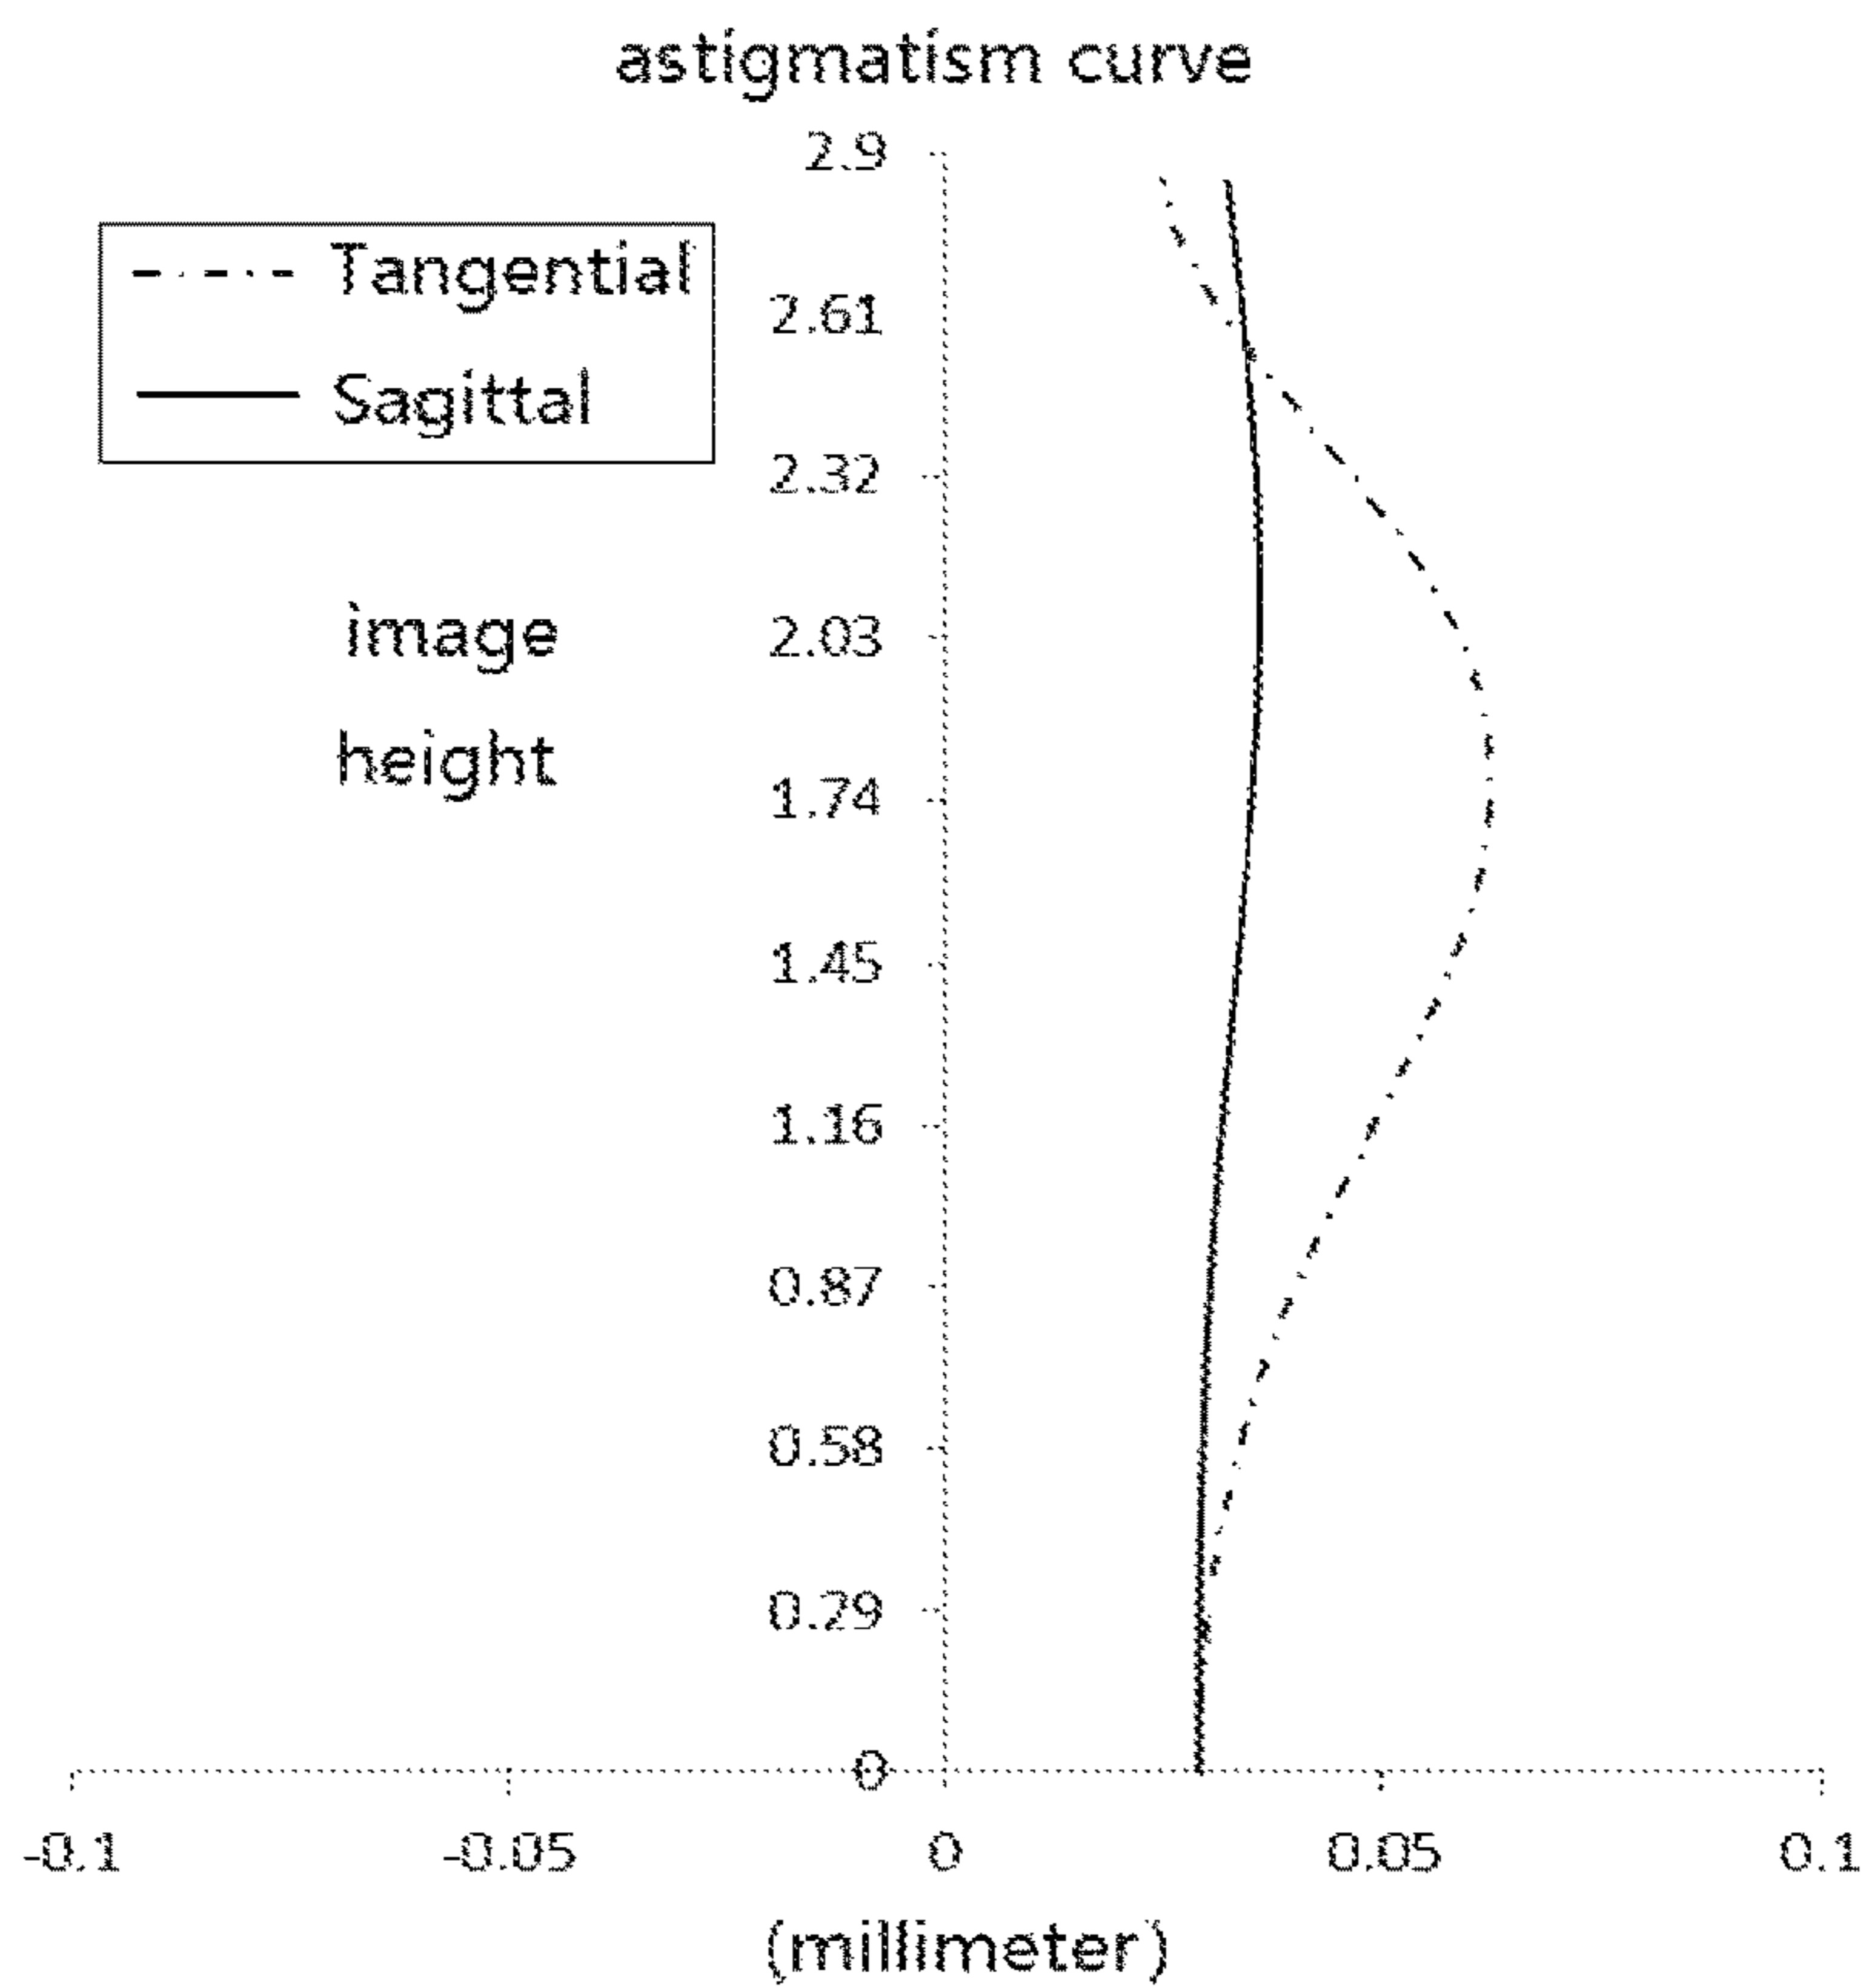 astigmatism curve
2.9
Tangential
2.61
Sagittal
2.32
image
2.03
height
1.74
1.45
1.16
0.87
0.58
0.29
0
-0.1 -0.05 0 0.05 0.1
(millimeter)